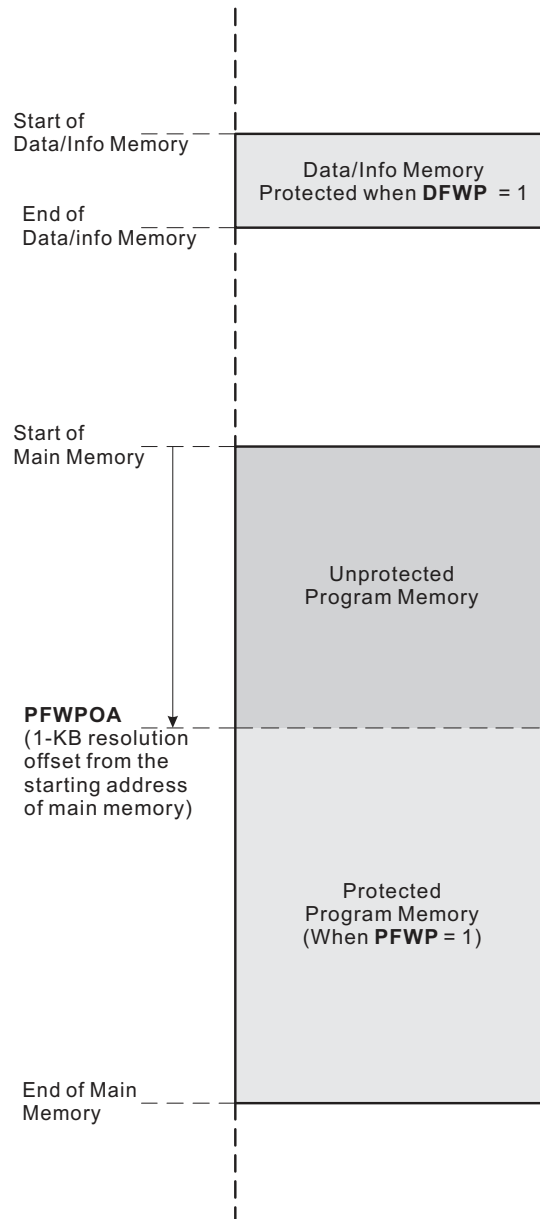 Start of
Data/Info Memory
Data/Info Memory
Protected when DFWP = 1
End of
Data/info Memory
Start of
Main Memory
Unprotected
Program Memory
PFWPOA
(1-KB resolution
offset from the
starting address
of main memory)
Protected
Program Memory
(When PFWP = 1)
End of Main
Memory